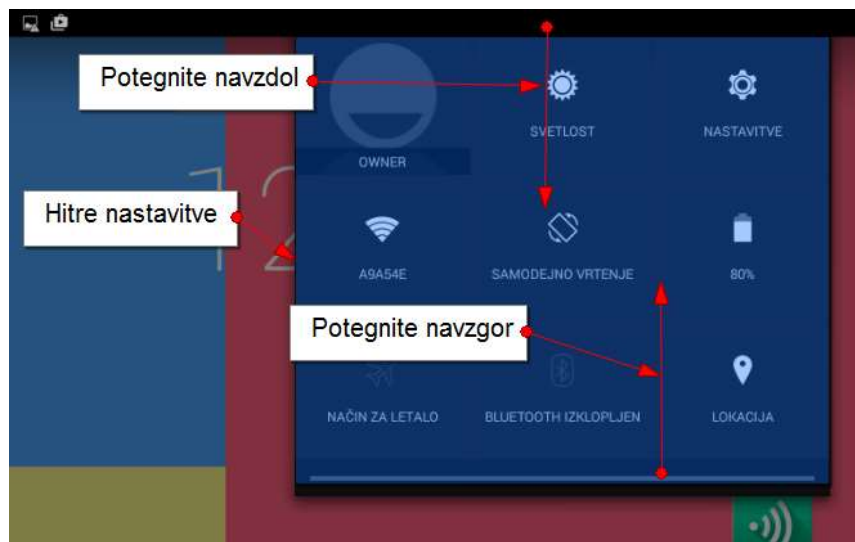 Potegnite navzdol
SVETLOST
NASTAVITVE
OWNER
12
Hitre nastavitve
A9A54E
SAMODEJNO VRTENJE
80%
Potegnite navzgor
NAČIN ZA LETALO
BLUETOOTH IZKLOPLJEN
LOKACIJA